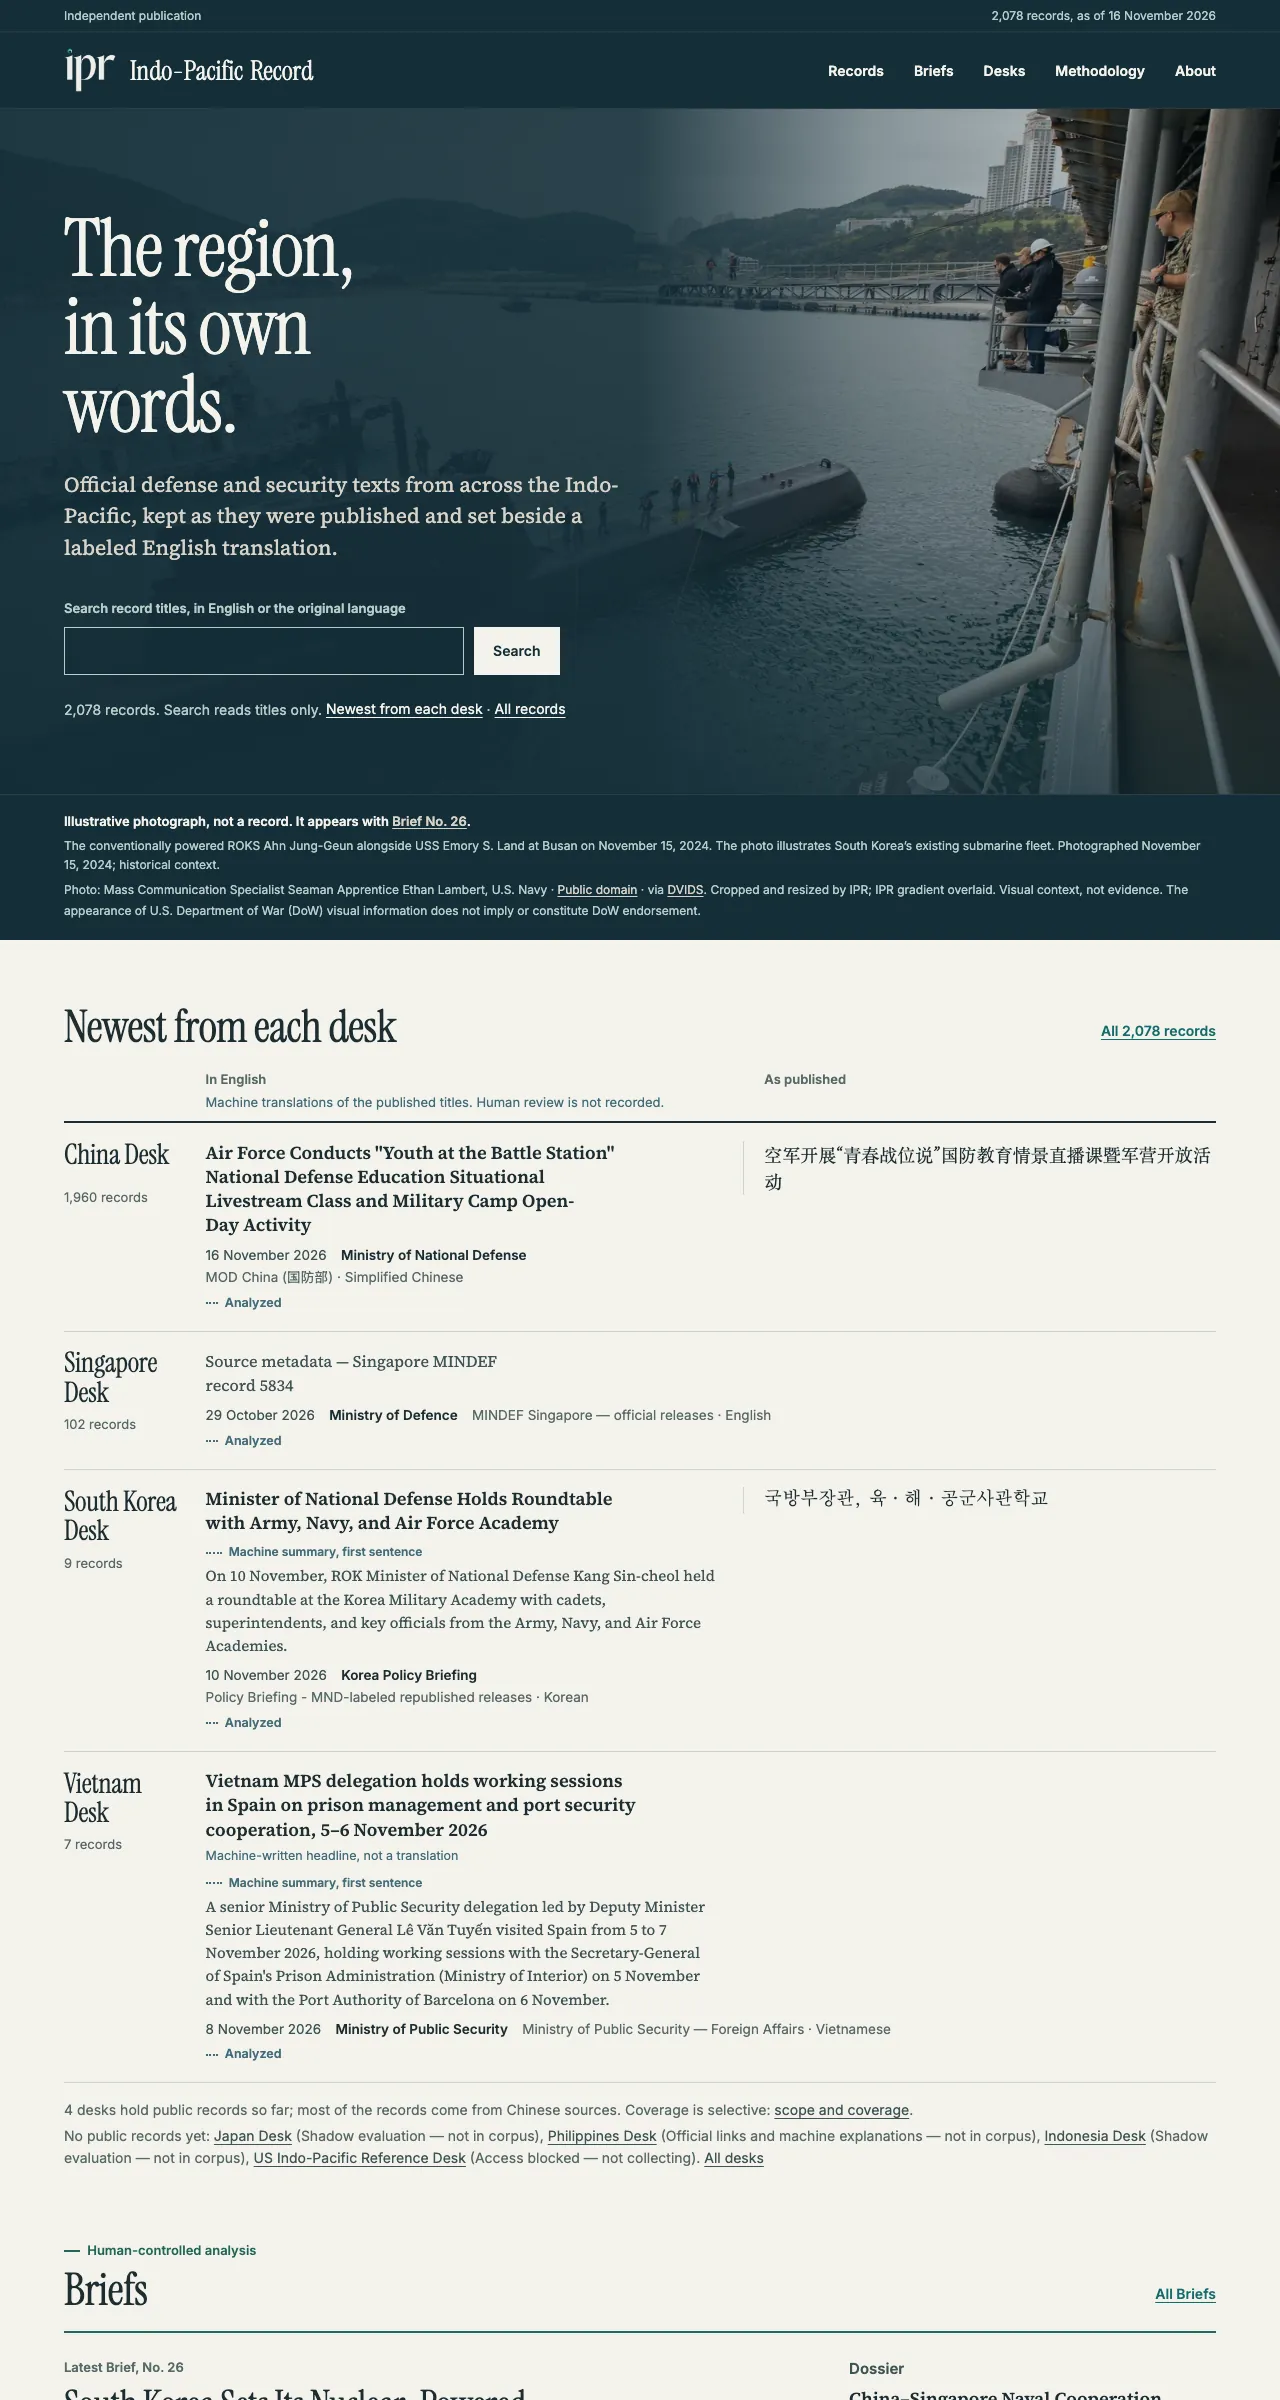 Independent publication
2,078 records, as of 16 November 2026
ipr Indo-Pacific Record
Records Briefs Desks Methodology About
The region,
in its own
words.
Official defense and security texts from across the Indo-
Pacific, kept as they were published and set beside a
labeled English translation.
Search record titles, in English or the original language
Search
2,078 records. Search reads titles only. Newest from each desk · All records
Illustrative photograph, not a record. It appears with Brief No. 26.
The conventionally powered ROKS Ahn Jung-Geun alongside USS Emory S. Land at Busan on November 15, 2024. The photo illustrates South Korea’s existing submarine fleet. Photographed November
15, 2024; historical context.
Photo: Mass Communication Specialist Seaman Apprentice Ethan Lambert, U.S. Navy · Public domain · via DVIDS. Cropped and resized by IPR; IPR gradient overlaid. Visual context, not evidence. The
appearance of U.S. Department of War (DoW) visual information does not imply or constitute DoW endorsement.
Newest from each desk
All 2,078 records
In English
As published
Machine translations of the published titles. Human review is not recorded.
China Desk
1,960 records
Air Force Conducts "Youth at the Battle Station"
National Defense Education Situational
Livestream Class and Military Camp Open-
Day Activity
空军开展“青春战位说”国防教育情景直播课暨军营开放活
动
16 November 2026 Ministry of National Defense
MOD China (国防部) · Simplified Chinese
Analyzed
Singapore
Desk
102 records
Source metadata — Singapore MINDEF
record 5834
29 October 2026 Ministry of Defence MINDEF Singapore — official releases · English
Analyzed
South Korea
Desk
9 records
Minister of National Defense Holds Roundtable
with Army, Navy, and Air Force Academy
국방부장관, 육·해·공군사관학교
Machine summary, first sentence
On 10 November, ROK Minister of National Defense Kang Sin-cheol held
a roundtable at the Korea Military Academy with cadets,
superintendents, and key officials from the Army, Navy, and Air Force
Academies.
10 November 2026 Korea Policy Briefing
Policy Briefing - MND-labeled republished releases · Korean
Analyzed
Vietnam
Desk
7 records
Vietnam MPS delegation holds working sessions
in Spain on prison management and port security
cooperation, 5–6 November 2026
Machine-written headline, not a translation
Machine summary, first sentence
A senior Ministry of Public Security delegation led by Deputy Minister
Senior Lieutenant General Lê Văn Tuyến visited Spain from 5 to 7
November 2026, holding working sessions with the Secretary-General
of Spain's Prison Administration (Ministry of Interior) on 5 November
and with the Port Authority of Barcelona on 6 November.
8 November 2026 Ministry of Public Security Ministry of Public Security — Foreign Affairs · Vietnamese
Analyzed
4 desks hold public records so far; most of the records come from Chinese sources. Coverage is selective: scope and coverage.
No public records yet: Japan Desk (Shadow evaluation — not in corpus), Philippines Desk (Official links and machine explanations — not in corpus), Indonesia Desk (Shadow
evaluation — not in corpus), US Indo-Pacific Reference Desk (Access blocked — not collecting). All desks
Human-controlled analysis
Briefs
All Briefs
Latest Brief, No. 26
Dossier
South Korea Sets Its Nuclear-Powered
China–Singapore Naval Cooperation